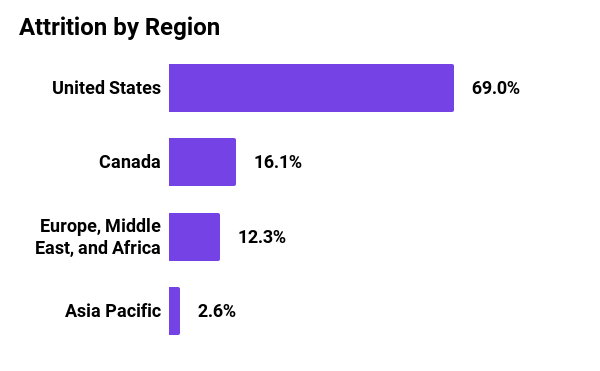 Attrition by Region
United States
69.0%
Canada
16.1%
Europe, Middle
East, and Africa
12.3%
Asia Pacific
2.6%